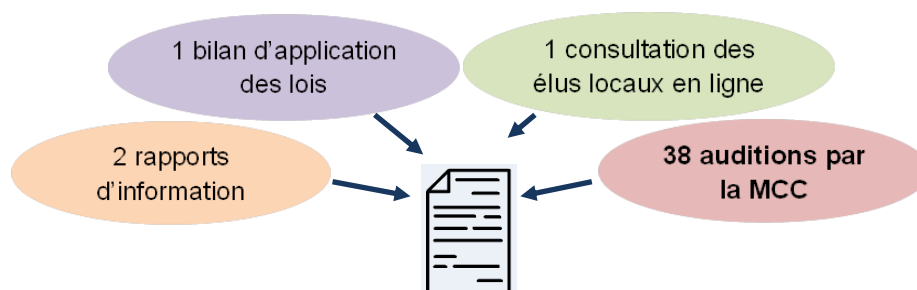 1 bilan d'application
des lois
1 consultation des
élus locaux en ligne
2 rapports
d'information
38 auditions par
la MCC